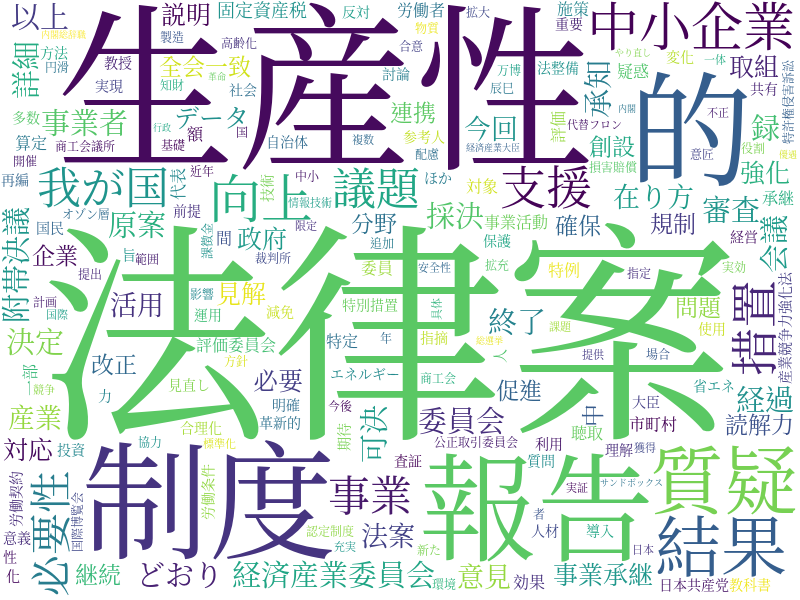 以上
説明
固定資産税
反対
労働者
拡大
施策
重要
中小企業
内閣総理
製造
高齢化
合意
物質
変化
やり直し
一体
詳細
方法
円滑
教授
実現
全会一致
革命
討論
万博
法整備
疑惑
取組
知財
社会
データ
連携
辰巳
承知
共有
特許権侵害訴訟
多数
事業者
額
国
参考人
今回
評価
代替フロン
内閣
不正
録
算定
商工会議所
行政
自治体
複数
経済産業大臣
創設
意匠
役割
開催
基礎
配慮
損害賠償
優遇
再編
我が国
代表
近年
技術
中小
ほか
対象
支援
在り方
強化
承継
生産性
的
向上
議題
情報技術
審査
会議
オゾン層
原案
前提
限定
採決
事業活動
確保
規制
経営
附帯決議
国民
間
政府
分野
追加
保護
企業
提出
範囲
課徴金
裁判所
委員
安全性
拡充
特例
指定
実効
措置
計画
国際
活用
影響
見解
減免
特別措置
具体
問題
産業競争力強化法
決定
運用
特定
指摘
終了
課題
使用
部
改正
評価委員会
年
総選挙
人
提供
場合
競争
方針
エネルギー
商工会
省エネ
経過
力
見直し
必要
促進
大臣
産業
合理化
明確
革新的
今後
期待
可決
委員会
中
市町村
読解力
法律案
対応
投資
協力
標準化
公正取引委員会
利用
聴取
理解
獲得
必要性
労働契約
国際博覧会
制度
労働条件
査証
質問
報告
実証
サンドボックス
質疑
事業
認定制度
法案
者
意義
充実
新た
人材
導入
日本
結果
性
化
継続
どおり
経済産業委員会
環境
意見
効果
事業承継
日本共産党
教科書